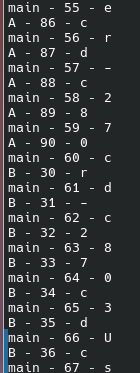 main - 55 - e
A - 86 - c
main - 56 - r
A - 87 - d
main - 57 - -
A - 88 - c
main - 58 - 2
A - 89 - 8
main - 59 - 7
A - 90 - 0
main - 60 - c
B - 30 - r
main - 61 - d
B - 31 - -
main - 62 - c
B - 32 - 2
main - 63 - 8
B - 33 - 7
main - 64 - 0
B - 34 - c
main - 65 - 3
B - 35 - d
main - 66 - U
B - 36 - c
main - 67 - s